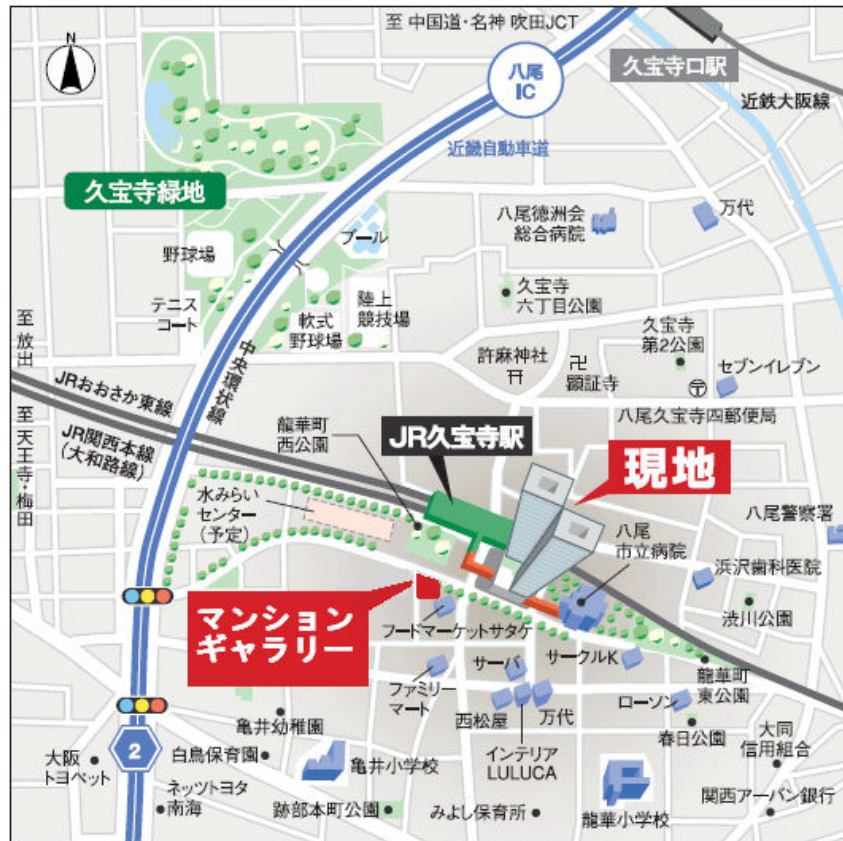 N
至 中国道・名神 吹田JCT
八尾
IC
久宝寺口駅
近鉄大阪線
近畿自動車道
久宝寺緑地
八尾徳洲会
総合病院
万代
野球場
プール
テニス
コート
軟式
野球場
陸上
競技場
久宝寺
六丁目公園
久宝寺
第2公園
至 放出
中央環状線
許麻神社
卍
顕証寺
セブンイレブン
〒
八尾久宝寺四郵便局
JRおおさか東線
JR関西本線
(大和路線)
至 天王寺・梅田
龍華町
西公園
JR久宝寺駅
現地
水みらい
センター
(予定)
八尾
市立病院
八尾警察署
浜沢歯科医院
渋川公園
マンション
ギャラリー
フードマーケットサタケ
サーバ
サークルK
龍華町
東公園
ファミリー
マート
西松屋
万代
ローソン
インテリア
LULUCA
春日公園
大同
信用組合
亀井幼稚園
2
大阪
トヨペット
白鳥保育園
亀井小学校
ネッツトヨタ
南海
跡部本町公園
みよし保育所
龍華小学校
関西アーバン銀行